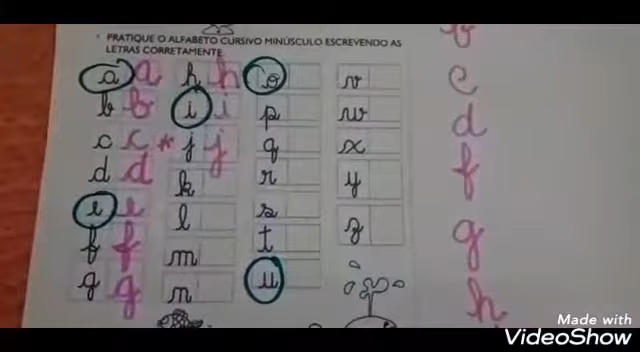 PRATIQUE O ALFABETO CURSIVO MINÚSCULO ESCREVENDO AS
LETRAS CORRETAMENTE
a a h h o v
b b i i p w
c c * j j q x
d d k r y
e e l s z
f f m t
g g n u
b
c
d
f
g
h
Made with
VideoShow